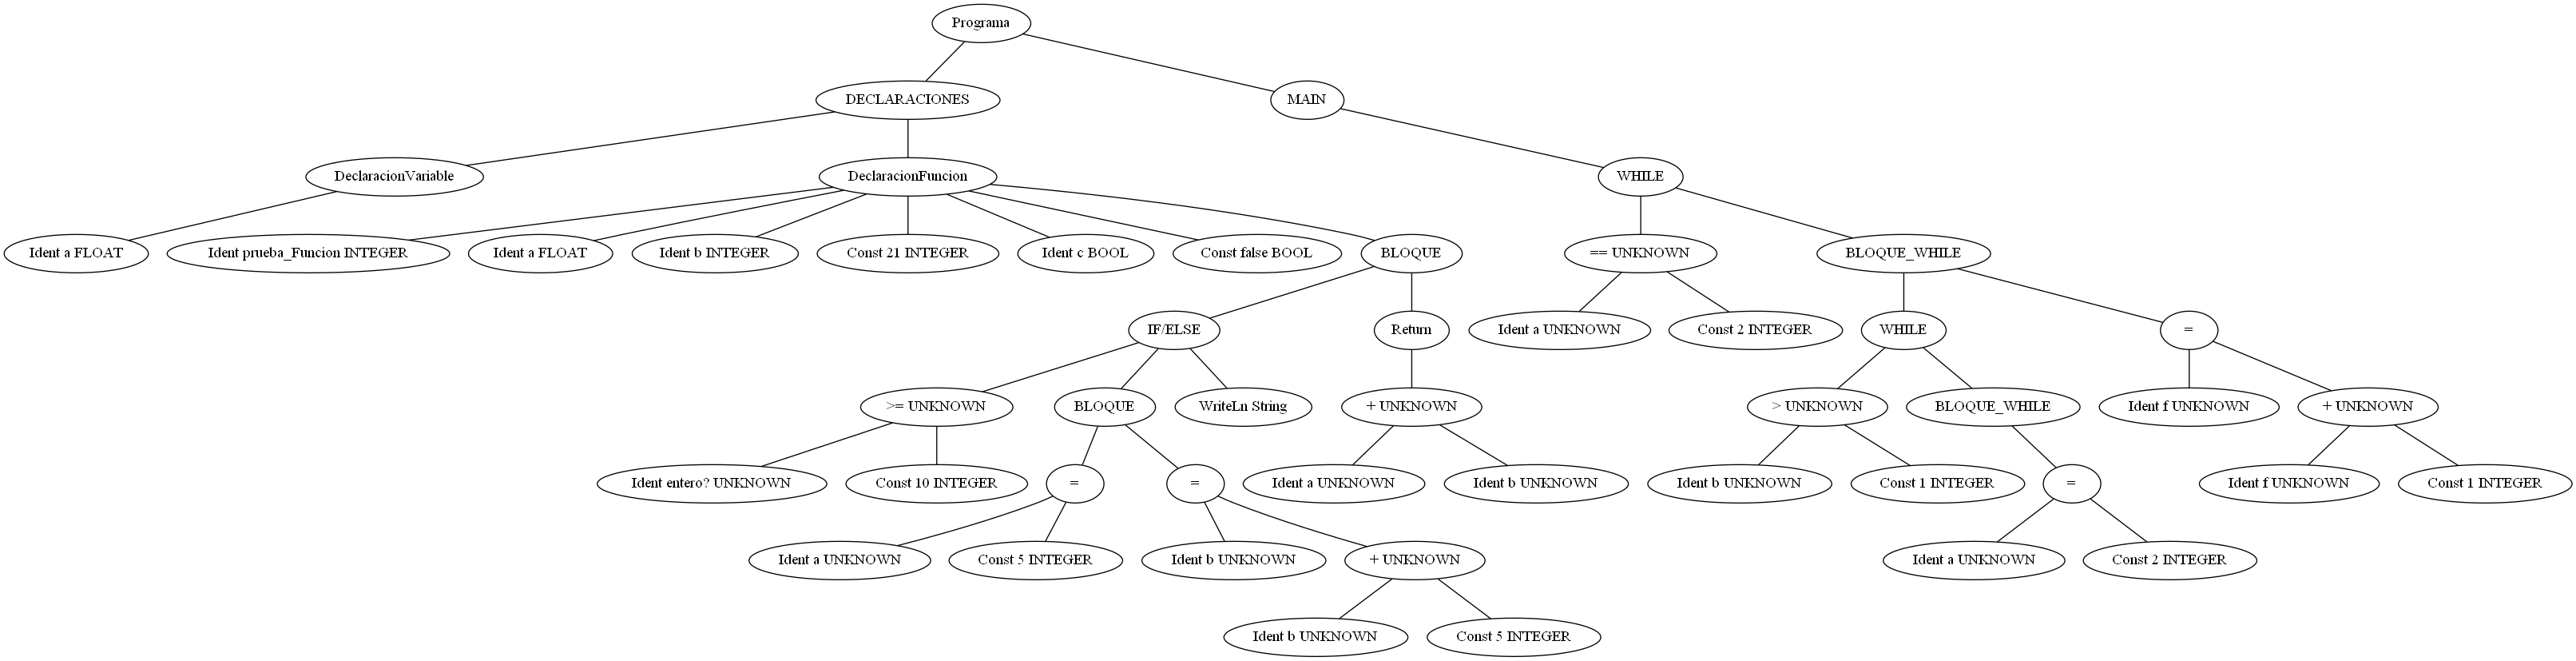 Programa
DECLARACIONES
MAIN
DeclaracionVariable
DeclaracionFuncion
WHILE
Ident a FLOAT
Ident prueba_Funcion INTEGER
Ident a FLOAT
Ident b INTEGER
Const 21 INTEGER
Ident c BOOL
Const false BOOL
BLOQUE
== UNKNOWN
BLOQUE_WHILE
IF/ELSE
Return
Ident a UNKNOWN
Const 2 INTEGER
WHILE
=
>= UNKNOWN
BLOQUE
WriteLn String
+ UNKNOWN
> UNKNOWN
BLOQUE_WHILE
Ident f UNKNOWN
+ UNKNOWN
Ident entero? UNKNOWN
Const 10 INTEGER
=
=
Ident a UNKNOWN
Ident b UNKNOWN
Ident b UNKNOWN
Const 1 INTEGER
=
Ident f UNKNOWN
Const 1 INTEGER
Ident a UNKNOWN
Const 5 INTEGER
Ident b UNKNOWN
+ UNKNOWN
Ident a UNKNOWN
Const 2 INTEGER
Ident b UNKNOWN
Const 5 INTEGER